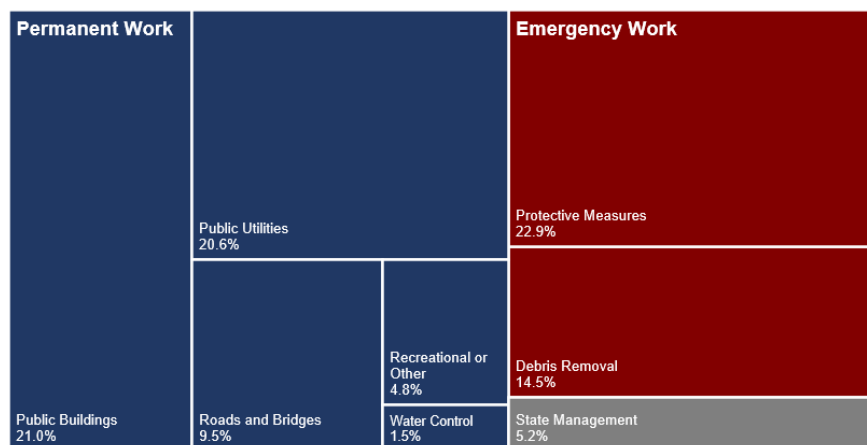 Permanent Work
Public Buildings
21.0%
Public Utilities
20.6%
Roads and Bridges
9.5%
Recreational or
Other
4.8%
Water Control
1.5%
Emergency Work
Protective Measures
22.9%
Debris Removal
14.5%
State Management
5.2%